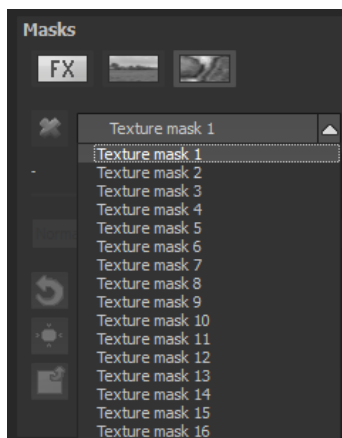 Masks
FX
Texture mask 1
Texture mask 1
Texture mask 2
-
Texture mask 3
Texture mask 4
Texture mask 5
Texture mask 6
Texture mask 7
Texture mask 8
Texture mask 9
Texture mask 10
Texture mask 11
Texture mask 12
Texture mask 13
Texture mask 14
Texture mask 15
Texture mask 16